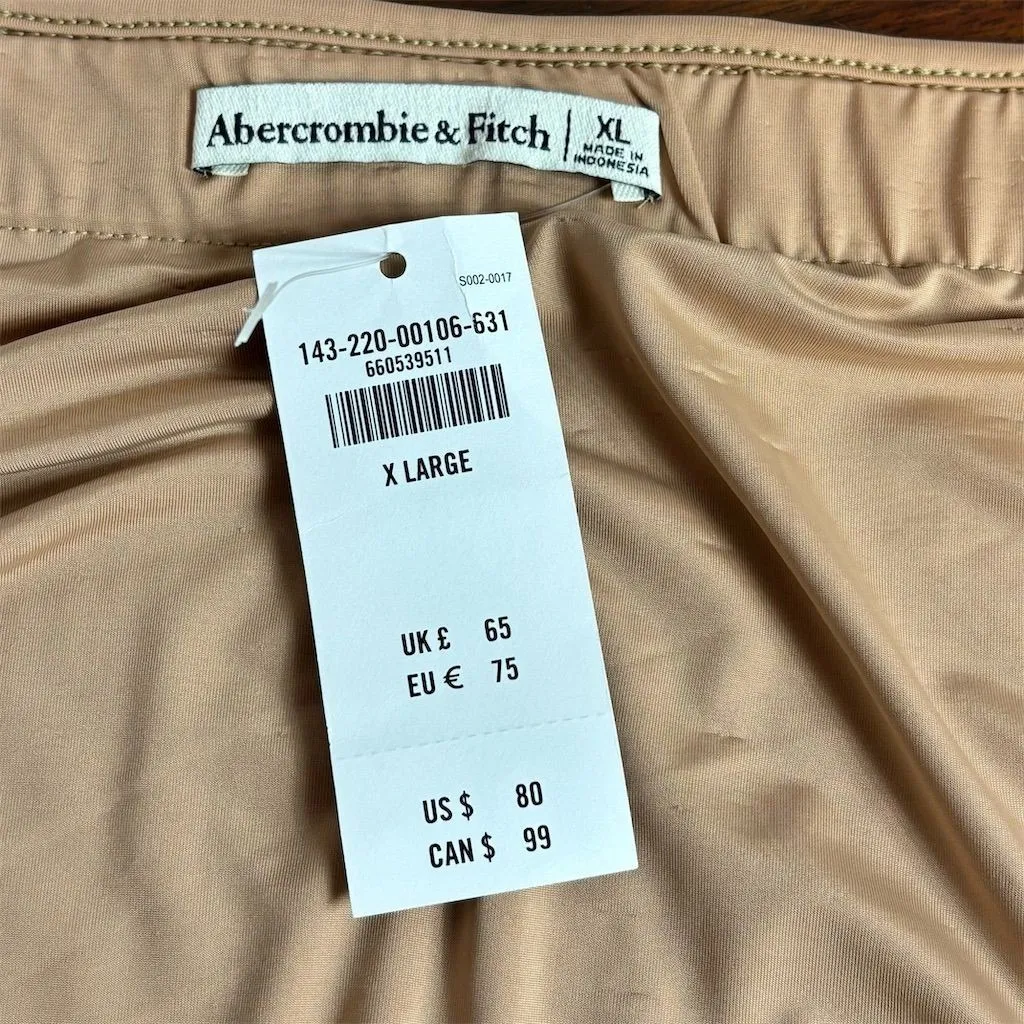 Abercrombie & Fitch | XL
MADE IN
INDONESIA
S002-0017
143-220-00106-631
660539511
X LARGE
UK £ 65
EU € 75
US $ 80
CAN $ 99